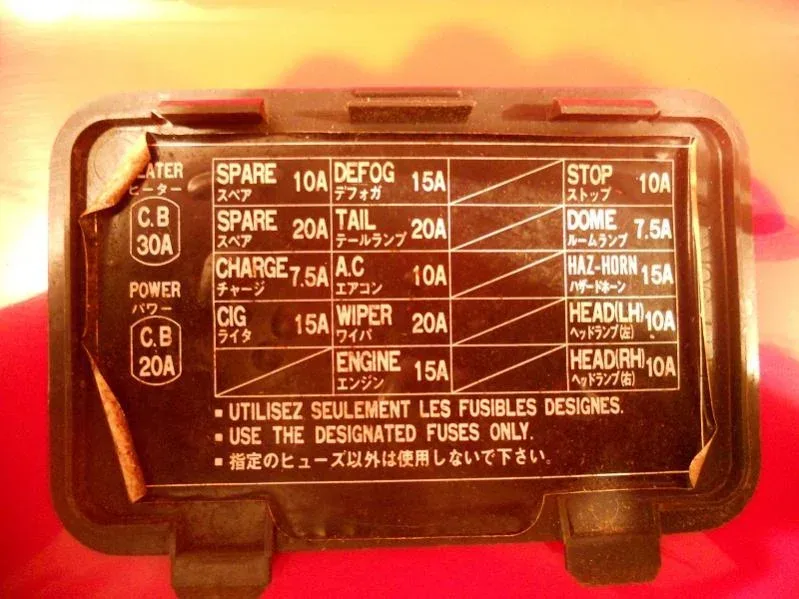 ヒーター
C.B
30A
POWER
パワー
C.B
20A
SPARE 10A
スペア
DEFOG 15A
デフォガ
STOP 10A
ストップ
SPARE 20A
スペア
TAIL 20A
テールランプ
DOME 7.5A
ルームランプ
CHARGE 7.5A
チャージ
A.C 10A
エアコン
HAZ-HORN 15A
ハザードホーン
CIG 15A
ライタ
WIPER 20A
ワイパ
HEAD(LH) 10A
ヘッドランプ(左)
ENGINE 15A
エンジン
HEAD(RH) 10A
ヘッドランプ(右)
▪ UTILISEZ SEULEMENT LES FUSIBLES DESIGNES.
▪ USE THE DESIGNATED FUSES ONLY.
▪ 指定のヒューズ以外は使用しないで下さい。